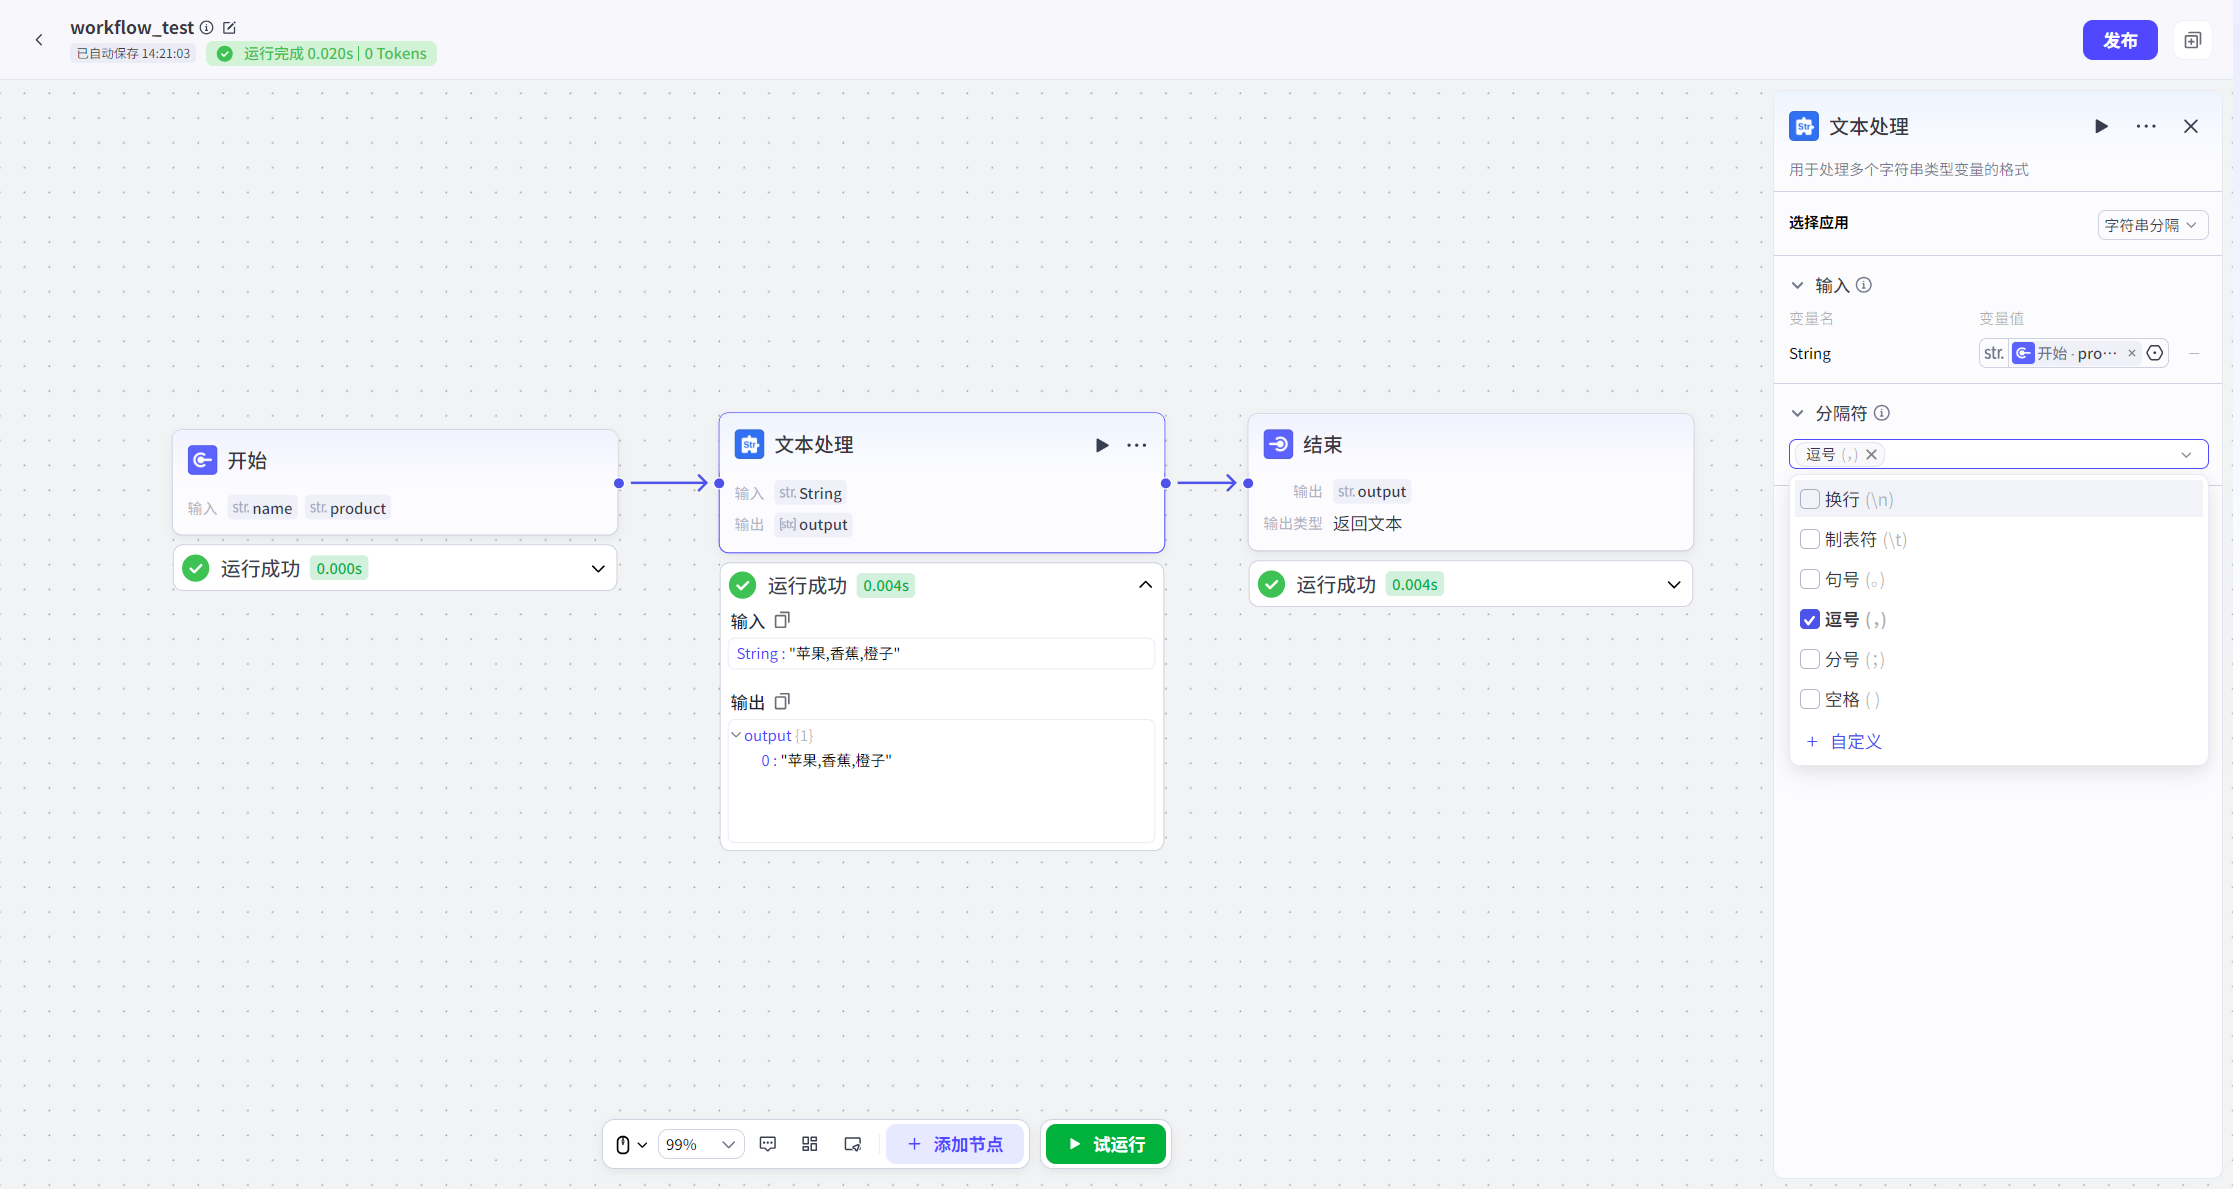 workflow_test
已自动保存 14:21:03
运行完成 0.020s | 0 Tokens
发布
开始
输入 str. name str. product
运行成功 0.000s
文本处理
输入 str. String
输出 [str] output
运行成功 0.004s
输入
String : "苹果,香蕉,橙子"
输出
output {1}
0 : "苹果,香蕉,橙子"
结束
输出 str. output
输出类型 返回文本
运行成功 0.004s
99%
+ 添加节点
试运行
Str 文本处理
用于处理多个字符串类型变量的格式
选择应用 字符串分隔
输入
变量名 变量值
String str. 开始 · pro···
分隔符
逗号 (，)
换行 (\n)
制表符 (\t)
句号 (。)
逗号 (，)
分号 (；)
空格 ( )
+ 自定义